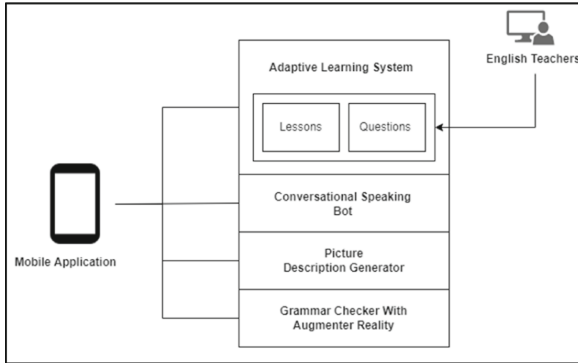 English Teachers
Adaptive Learning System
Lessons
Questions
Conversational Speaking
Bot
Mobile Application
Picture
Description Generator
Grammar Checker With
Augmenter Reality